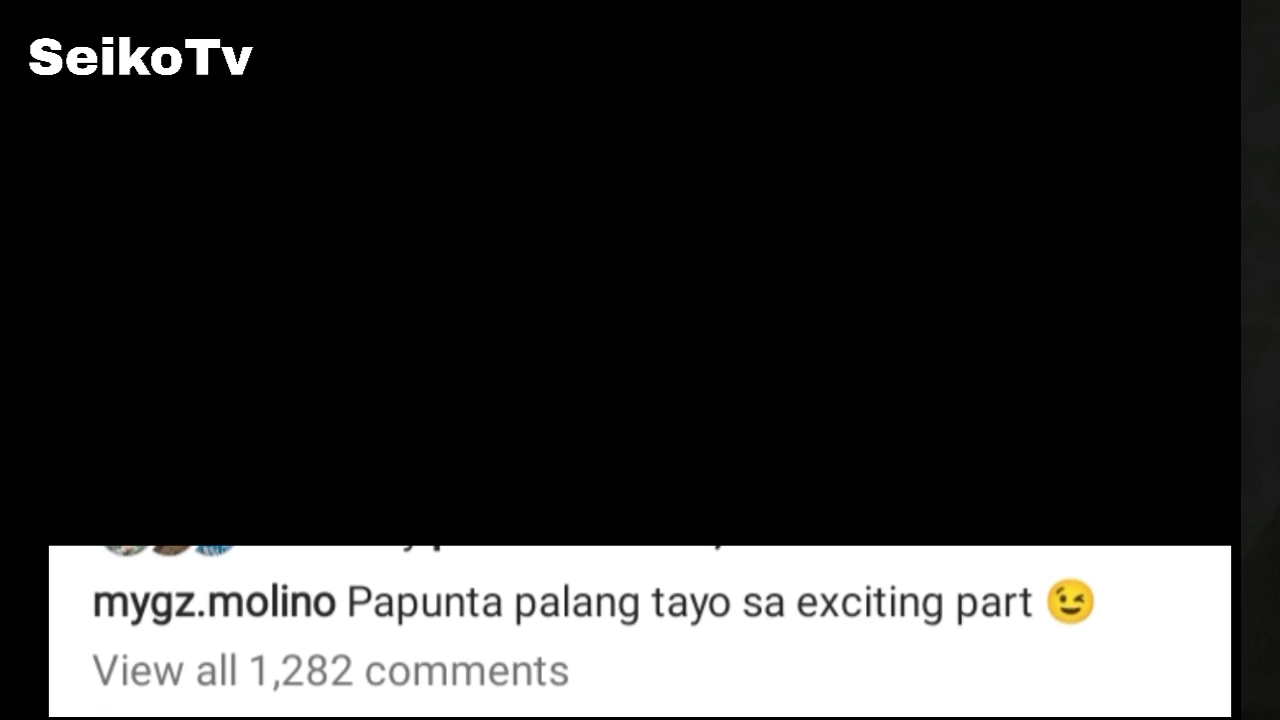 SeikoTv
mygz.molino Papunta palang tayo sa exciting part 😉
View all 1,282 comments